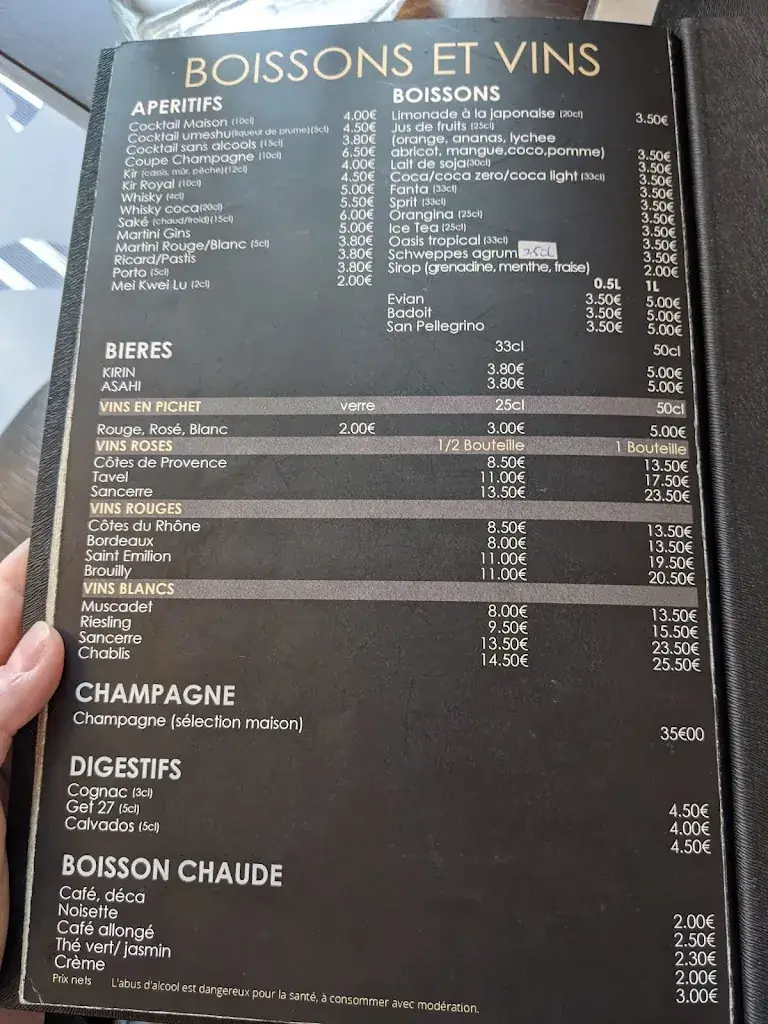 BOISSONS ET VINS
APERITIFS
Cocktail Maison (10cl) 4.00€
Cocktail umeshu(liqueur de prume)(5cl) 4.50€
Cocktail sans alcools (15cl) 3.80€
Coupe Champagne (10cl) 6.50€
Kir (cassis, mûr, pêche)(12cl) 4.00€
Kir Royal (10cl) 4.50€
Whisky (4cl) 5.00€
Whisky coca(20cl) 5.50€
Saké (chaud/froid)(15cl) 6.00€
Martini Gins 5.00€
Martini Rouge/Blanc (5cl) 3.80€
Ricard/Pastis 3.80€
Porto (5cl) 3.80€
Mei Kwei Lu (2cl) 2.00€
BOISSONS
Limonade à la japonaise (20cl) 3.50€
Jus de fruits (25cl)
(orange, ananas, lychee
abricot, mangue,coco,pomme) 3.50€
Lait de soja(30cl) 3.50€
Coca/coca zero/coca light (33cl) 3.50€
Fanta (33cl) 3.50€
Sprit (33cl) 3.50€
Orangina (25cl) 3.50€
Ice Tea (25cl) 3.50€
Oasis tropical (33cl) 3.50€
Schweppes agrum 25cl 3.50€
Sirop (grenadine, menthe, fraise) 2.00€
0.5L 1L
Evian 3.50€ 5.00€
Badoit 3.50€ 5.00€
San Pellegrino 3.50€ 5.00€
BIERES 33cl 50cl
KIRIN 3.80€ 5.00€
ASAHI 3.80€ 5.00€
VINS EN PICHET verre 25cl 50cl
Rouge, Rosé, Blanc 2.00€ 3.00€ 5.00€
VINS ROSES 1/2 Bouteille 1 Bouteille
Côtes de Provence 8.50€ 13.50€
Tavel 11.00€ 17.50€
Sancerre 13.50€ 23.50€
VINS ROUGES
Côtes du Rhône 8.50€ 13.50€
Bordeaux 8.00€ 13.50€
Saint Emilion 11.00€ 19.50€
Brouilly 11.00€ 20.50€
VINS BLANCS
Muscadet 8.00€ 13.50€
Riesling 9.50€ 15.50€
Sancerre 13.50€ 23.50€
Chablis 14.50€ 25.50€
CHAMPAGNE
Champagne (sélection maison) 35€00
DIGESTIFS
Cognac (3cl) 4.50€
Get 27 (5cl) 4.00€
Calvados (5cl) 4.50€
BOISSON CHAUDE
Café, déca 2.00€
Noisette 2.50€
Café allongé 2.30€
Thé vert/ jasmin 2.00€
Crème 3.00€
Prix nets L'abus d'alcool est dangereux pour la santé, à consommer avec modération.